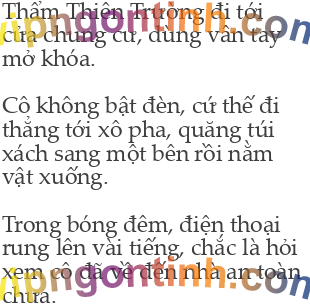 Thẩm Thiên Trường đi tới
cửa chung cư, dùng vân tay
mở khóa.
Cô không bật đèn, cứ thế đi
thẳng tới xô pha, quăng túi
xách sang một bên rồi nằm
vật xuống.
Trong bóng đêm, điện thoại
rung lên vài tiếng, chắc là hỏi
xem cô đã về đến nhà an toàn
chưa.